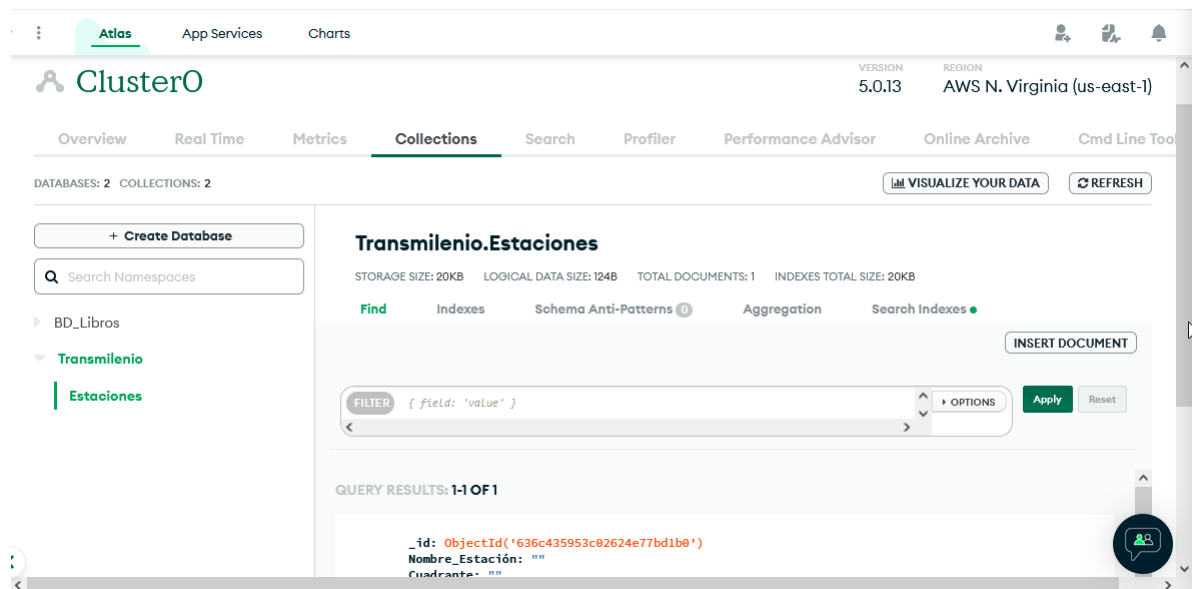 Atlas App Services Charts
Cluster0
VERSION REGION
5.0.13 AWS N. Virginia (us-east-1)
Overview Real Time Metrics Collections Search Profiler Performance Advisor Online Archive Cmd Line Tool
DATABASES: 2 COLLECTIONS: 2 VISUALIZE YOUR DATA REFRESH
+ Create Database
Search Namespaces
BD_Libros
Transmilenio
Estaciones
Transmilenio.Estaciones
STORAGE SIZE: 20KB LOGICAL DATA SIZE: 124B TOTAL DOCUMENTS: 1 INDEXES TOTAL SIZE: 20KB
Find Indexes Schema Anti-Patterns 0 Aggregation Search Indexes
INSERT DOCUMENT
FILTER { field: 'value' } OPTIONS Apply Reset
QUERY RESULTS: 1-1 OF 1
_id: ObjectId('636c435953c02624e77bd1b0')
Nombre_Estación: ""
Cuadrante: ""